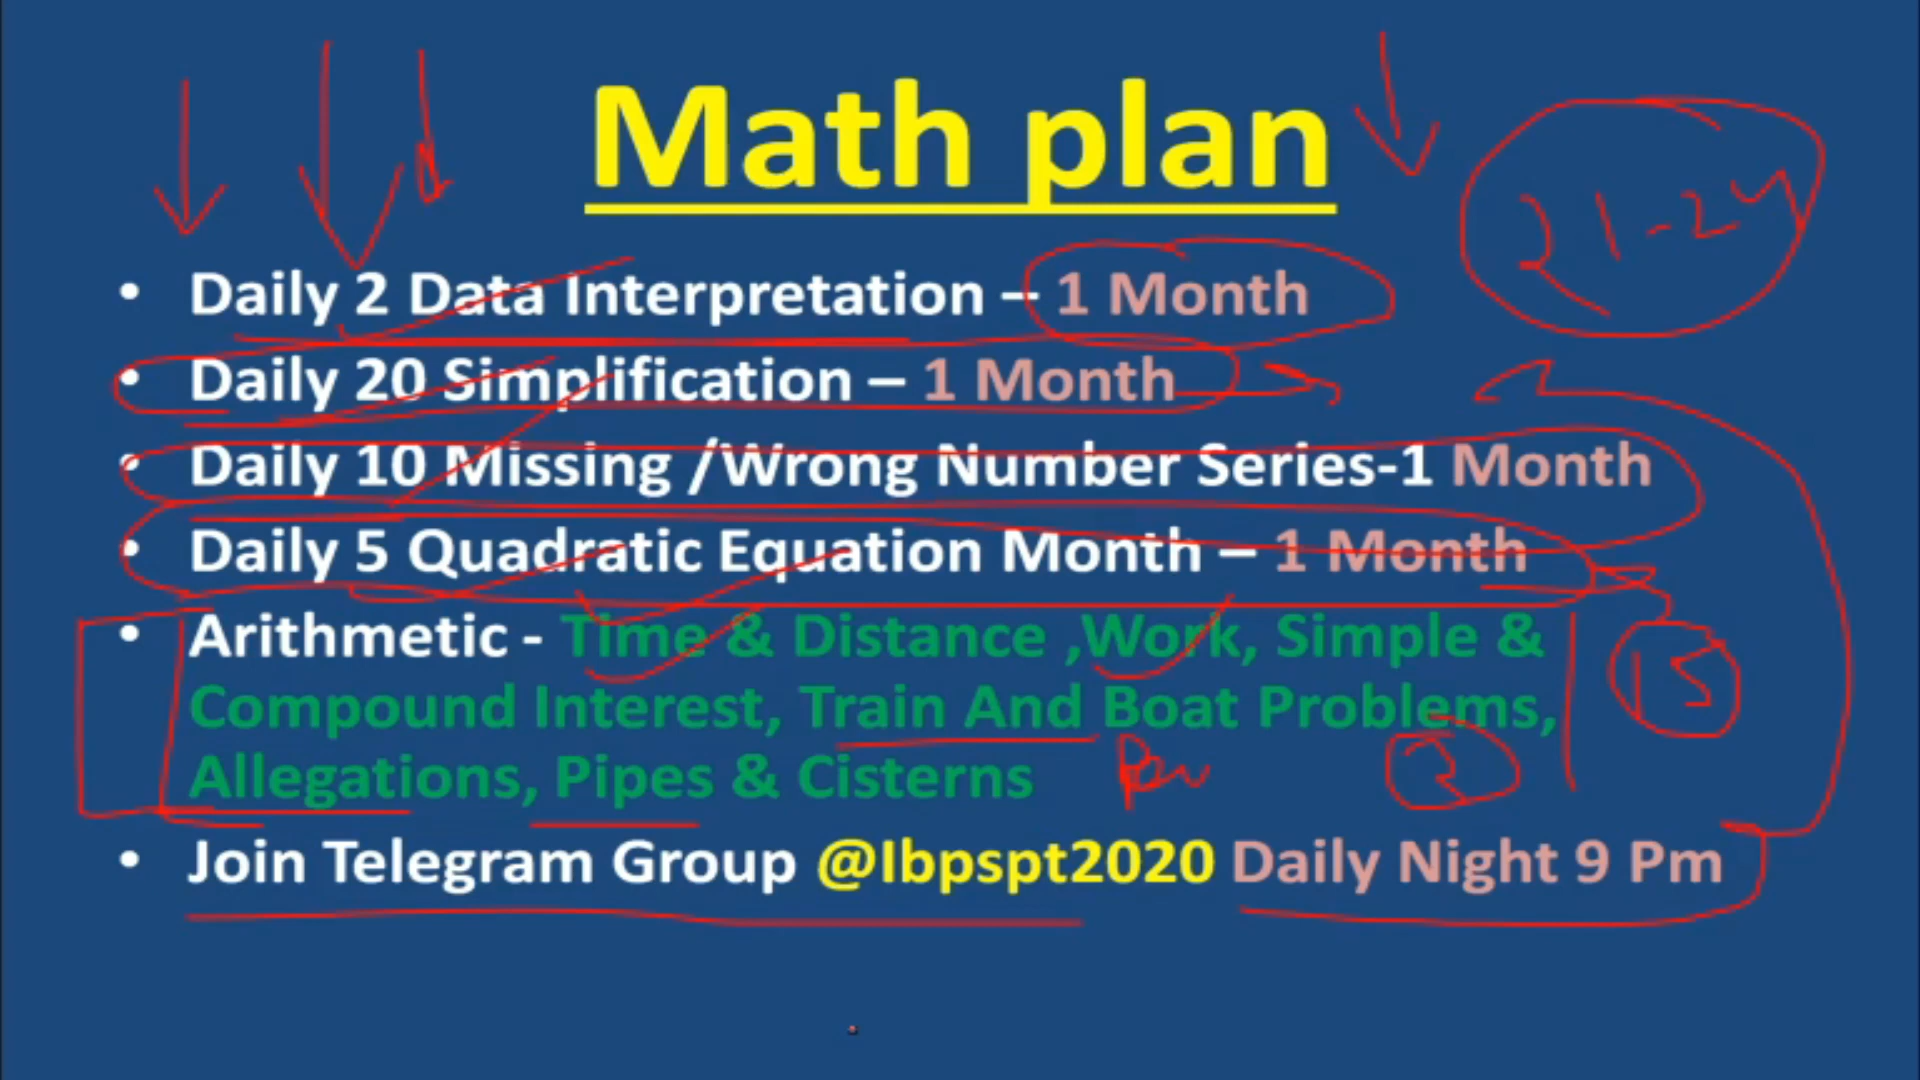 Math plan
21-24
• Daily 2 Data Interpretation – 1 Month
• Daily 20 Simplification – 1 Month
• Daily 10 Missing /Wrong Number Series-1 Month
• Daily 5 Quadratic Equation Month – 1 Month
• Arithmetic - Time & Distance ,Work, Simple &
15
Compound Interest, Train And Boat Problems,
Allegations, Pipes & Cisterns
2
• Join Telegram Group @Ibpspt2020 Daily Night 9 Pm